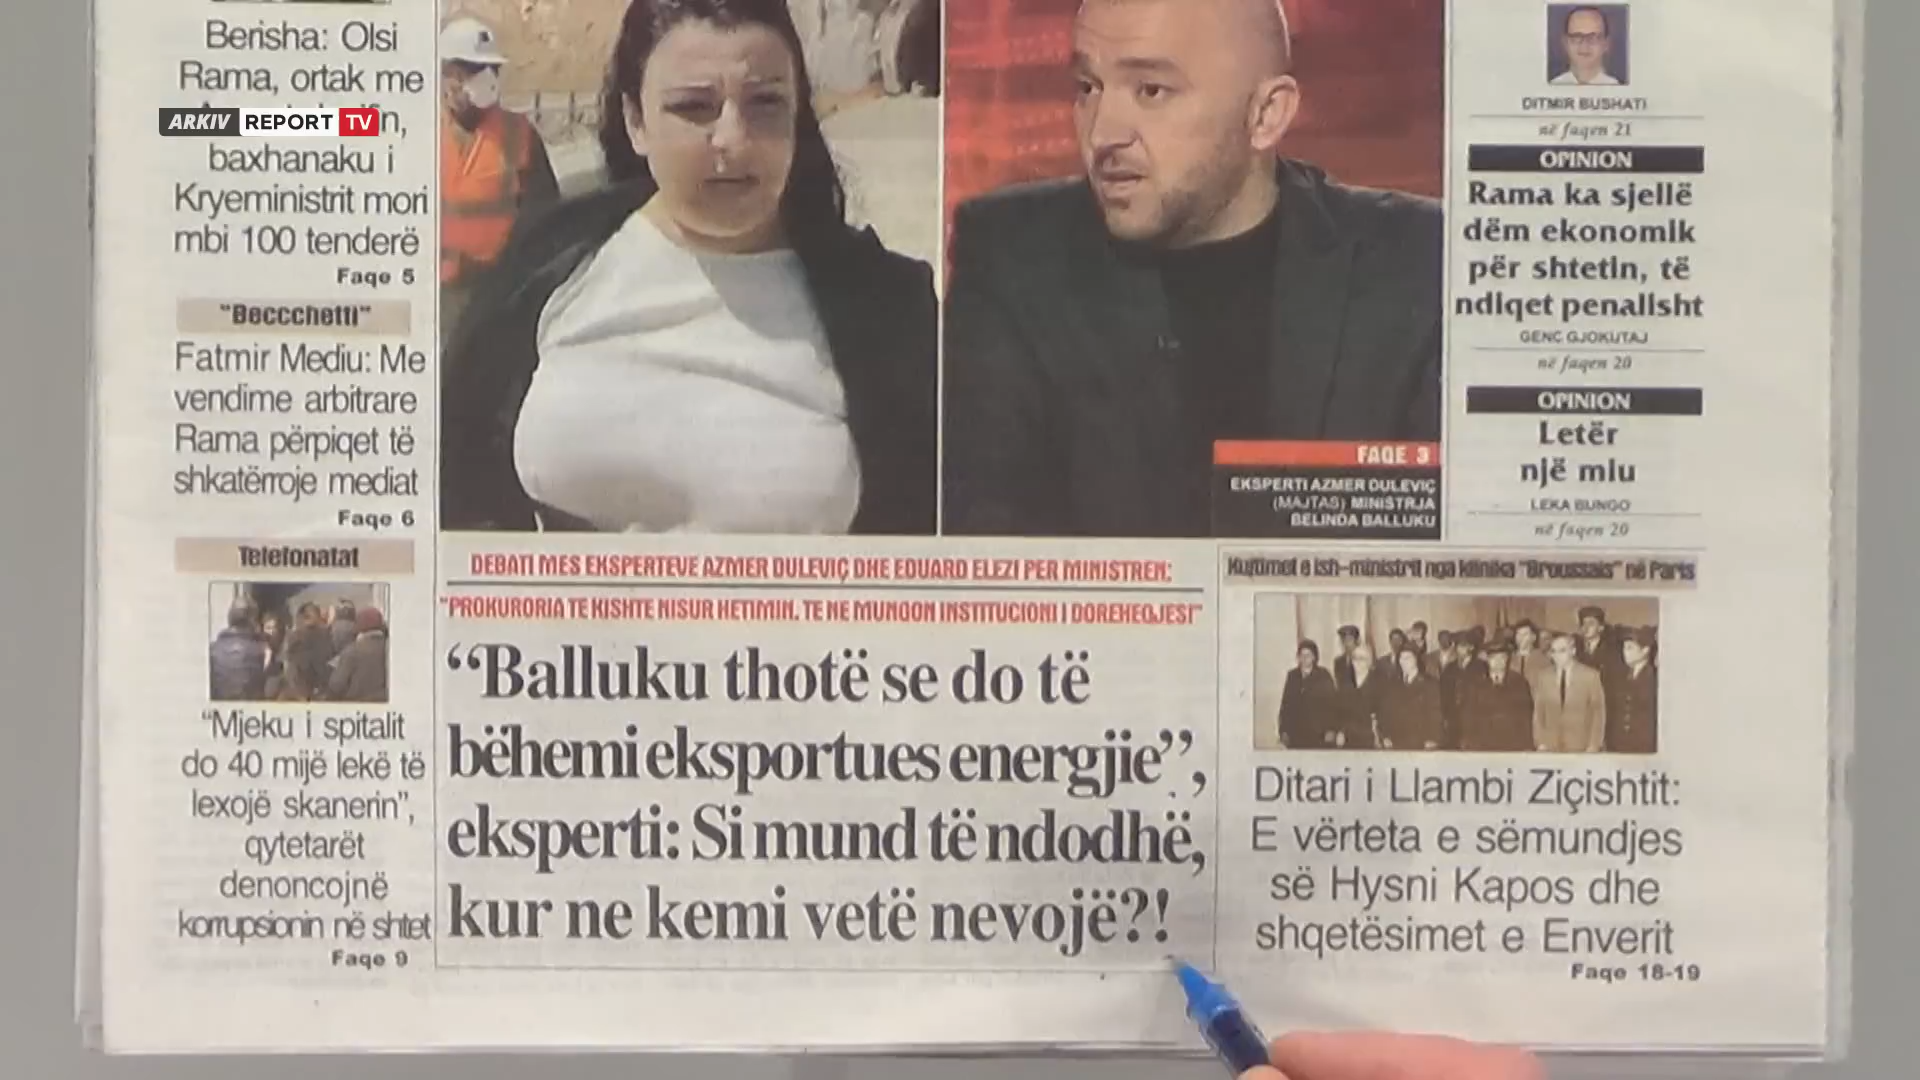 Berisha: Olsi
Rama, ortak me
ARKIV REPORT TV
baxhanaku i
Kryeministrit mori
mbi 100 tenderë
Faqe 5
"Beccchetti"
Fatmir Mediu: Me
vendime arbitrare
Rama përpiqet të
shkatërroje mediat
Faqe 6
Telefonatat
"Mjeku i spitalit
do 40 mijë lekë të
lexojë skanerin",
qytetarët
denoncojnë
korrupsionin në shtet
Faqe 9
FAQE 3
EKSPERTI AZMER DULEVIÇ
(MAJTAS) MINISTRJA
BELINDA BALLUKU
DEBATI MES EKSPERTEVE AZMER DULEVIÇ DHE EDUARD ELEZI PER MINISTREN:
"PROKURORIA TE KISHTE NISUR HETIMIN. TE NE MUNGON INSTITUCIONI I DOREHEQJES!"
"Balluku thotë se do të
bëhemi eksportues energjie",
eksperti: Si mund të ndodhë,
kur ne kemi vetë nevojë?!
DITMIR BUSHATI
në faqen 21
OPINION
Rama ka sjellë
dëm ekonomik
për shtetin, të
ndiqet penalisht
GENC GJOKUTAJ
në faqen 20
OPINION
Letër
një miu
LEKA BUNGO
në faqen 20
Kujtimet e ish-ministrit nga klinika "Broussais" në Paris
Ditari i Llambi Ziçishtit:
E vërteta e sëmundjes
së Hysni Kapos dhe
shqetësimet e Enverit
Faqe 18-19